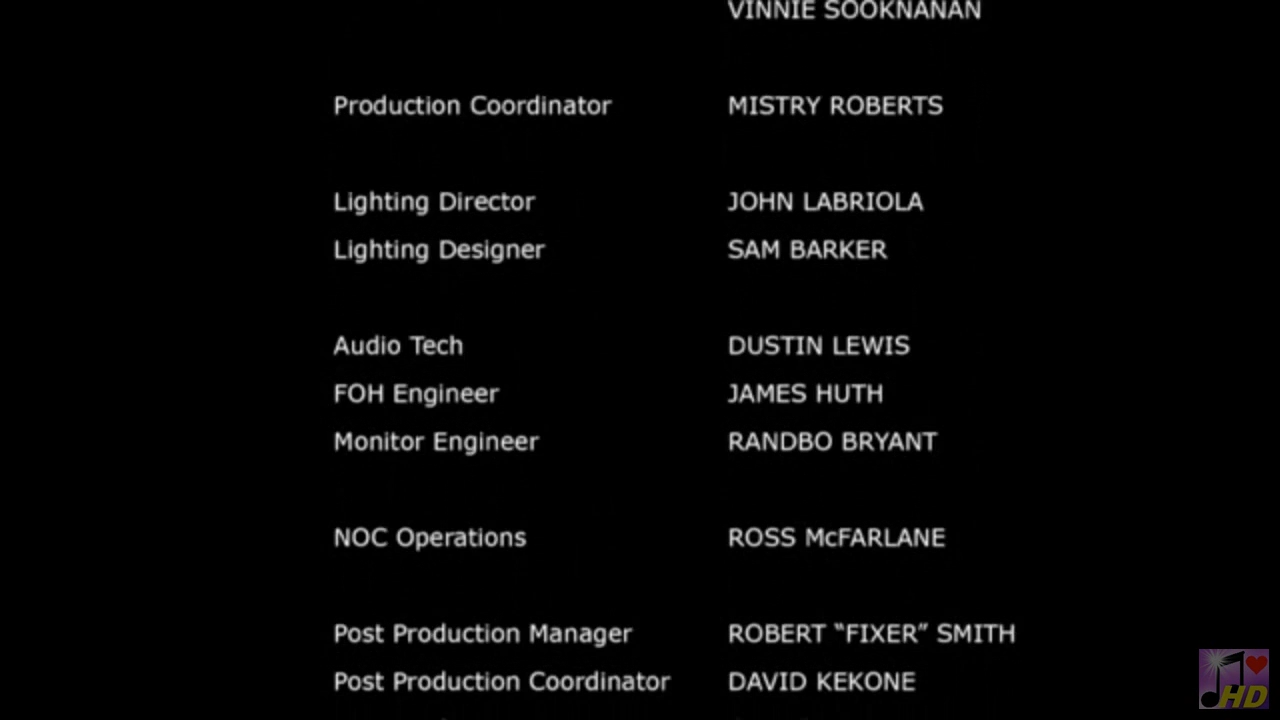 VINNIE SOOKNANAN
Production Coordinator MISTRY ROBERTS
Lighting Director JOHN LABRIOLA
Lighting Designer SAM BARKER
Audio Tech DUSTIN LEWIS
FOH Engineer JAMES HUTH
Monitor Engineer RANDBO BRYANT
NOC Operations ROSS McFARLANE
Post Production Manager ROBERT “FIXER” SMITH
Post Production Coordinator DAVID KEKONE
HD